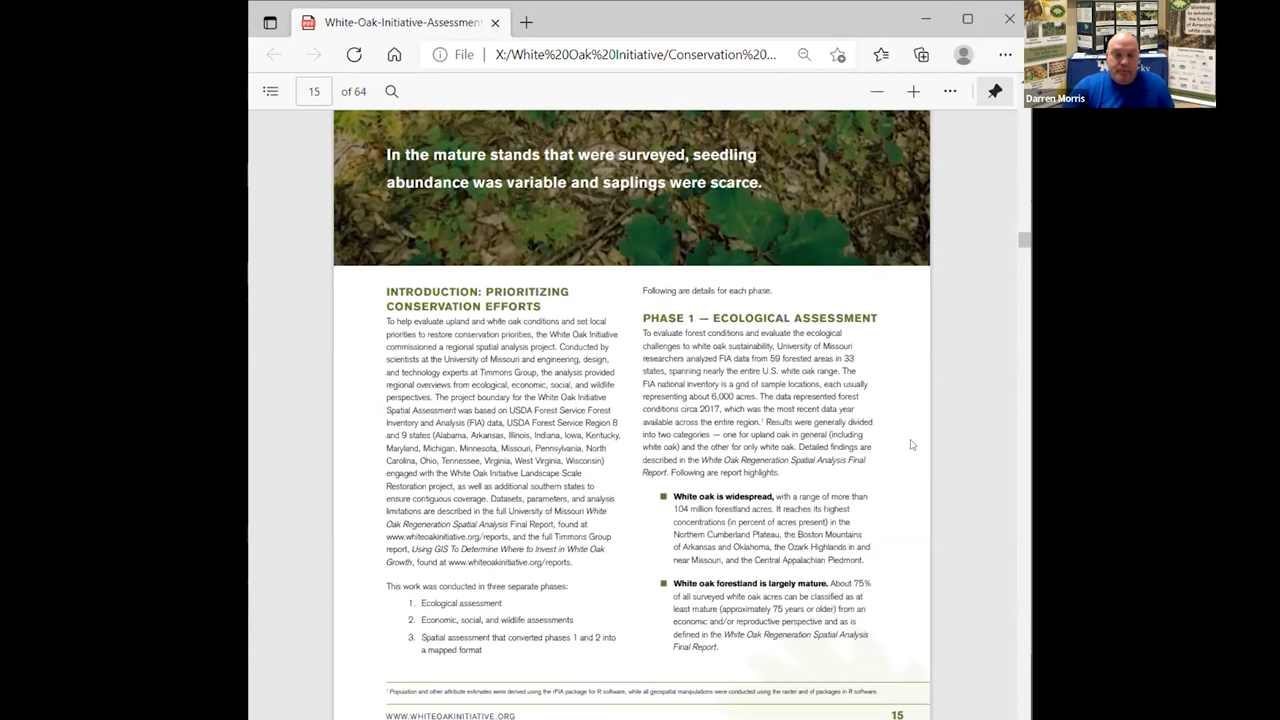 White-Oak-Initiative-Assessment
File
X:/White%20Oak%20Initiative/Conservation%20...
15 of 64
Darren Morris
In the mature stands that were surveyed, seedling
abundance was variable and saplings were scarce.
INTRODUCTION: PRIORITIZING
CONSERVATION EFFORTS
To help evaluate upland and white oak conditions and set local
priorities to restore conservation priorities, the White Oak Initiative
commissioned a regional spatial analysis project. Conducted by
scientists at the University of Missouri and engineering, design,
and technology experts at Timmons Group, the analysis provided
regional overviews from ecological, economic, social, and wildlife
perspectives. The project boundary for the White Oak Initiative
Spatial Assessment was based on USDA Forest Service Forest
Inventory and Analysis (FIA) data, USDA Forest Service Region 8
and 9 states (Alabama, Arkansas, Illinois, Indiana, Iowa, Kentucky,
Maryland, Michigan, Minnesota, Missouri, Pennsylvania, North
Carolina, Ohio, Tennessee, Virginia, West Virginia, Wisconsin)
engaged with the White Oak Initiative Landscape Scale
Restoration project, as well as additional southern states to
ensure contiguous coverage. Datasets, parameters, and analysis
limitations are described in the full University of Missouri White
Oak Regeneration Spatial Analysis Final Report, found at
www.whiteoakinitiative.org/reports, and the full Timmons Group
report, Using GIS To Determine Where to Invest in White Oak
Growth, found at www.whiteoakinitiative.org/reports.
This work was conducted in three separate phases:
1. Ecological assessment
2. Economic, social, and wildlife assessments
3. Spatial assessment that converted phases 1 and 2 into
a mapped format
Following are details for each phase.
PHASE 1 — ECOLOGICAL ASSESSMENT
To evaluate forest conditions and evaluate the ecological
challenges to white oak sustainability, University of Missouri
researchers analyzed FIA data from 59 forested areas in 33
states, spanning nearly the entire U.S. white oak range. The
FIA national inventory is a grid of sample locations, each usually
representing about 6,000 acres. The data represented forest
conditions circa 2017, which was the most recent data year
available across the entire region.¹ Results were generally divided
into two categories — one for upland oak in general (including
white oak) and the other for only white oak. Detailed findings are
described in the White Oak Regeneration Spatial Analysis Final
Report. Following are report highlights.
White oak is widespread, with a range of more than
104 million forestland acres. It reaches its highest
concentrations (in percent of acres present) in the
Northern Cumberland Plateau, the Boston Mountains
of Arkansas and Oklahoma, the Ozark Highlands in and
near Missouri, and the Central Appalachian Piedmont.
White oak forestland is largely mature. About 75%
of all surveyed white oak acres can be classified as at
least mature (approximately 75 years or older) from an
economic and/or reproductive perspective and as is
defined in the White Oak Regeneration Spatial Analysis
Final Report.
¹ Population and other attribute estimates were derived using the rFIA package for R software, while all geospatial manipulations were conducted using the raster and sf packages in R software.
WWW.WHITEOAKINITIATIVE.ORG
15